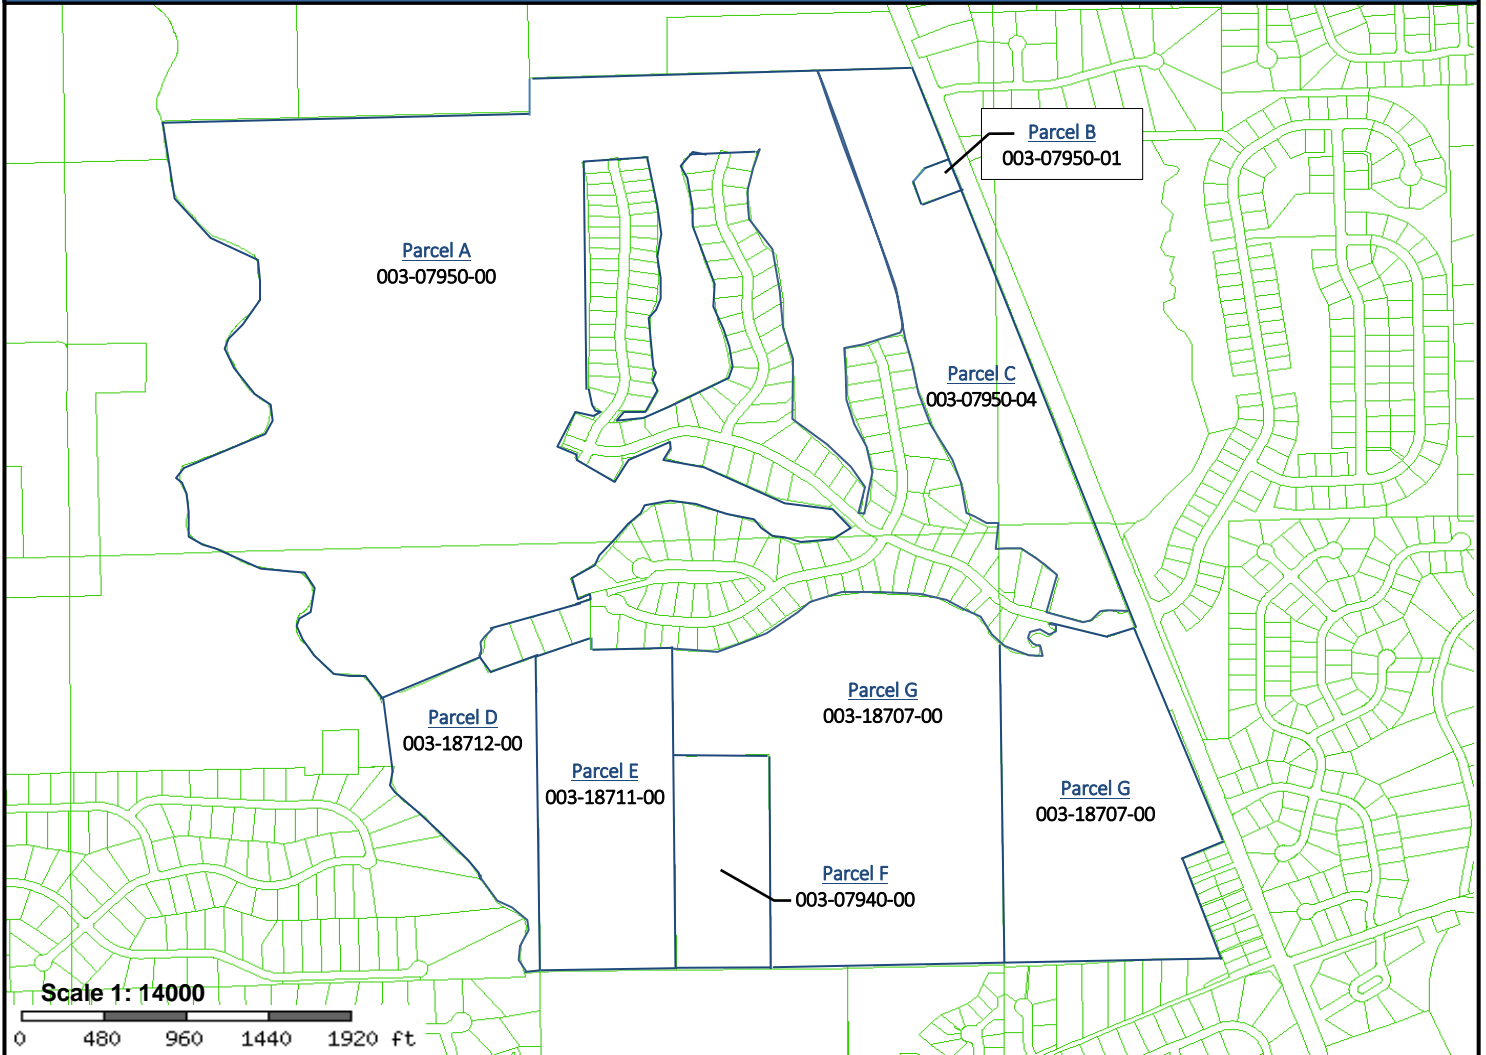 Parcel B
003-07950-01
Parcel A
003-07950-00
Parcel C
003-07950-04
Parcel D
003-18712-00
Parcel E
003-18711-00
Parcel G
003-18707-00
Parcel G
003-18707-00
Parcel F
003-07940-00
Scale 1: 14000
0 480 960 1440 1920 ft